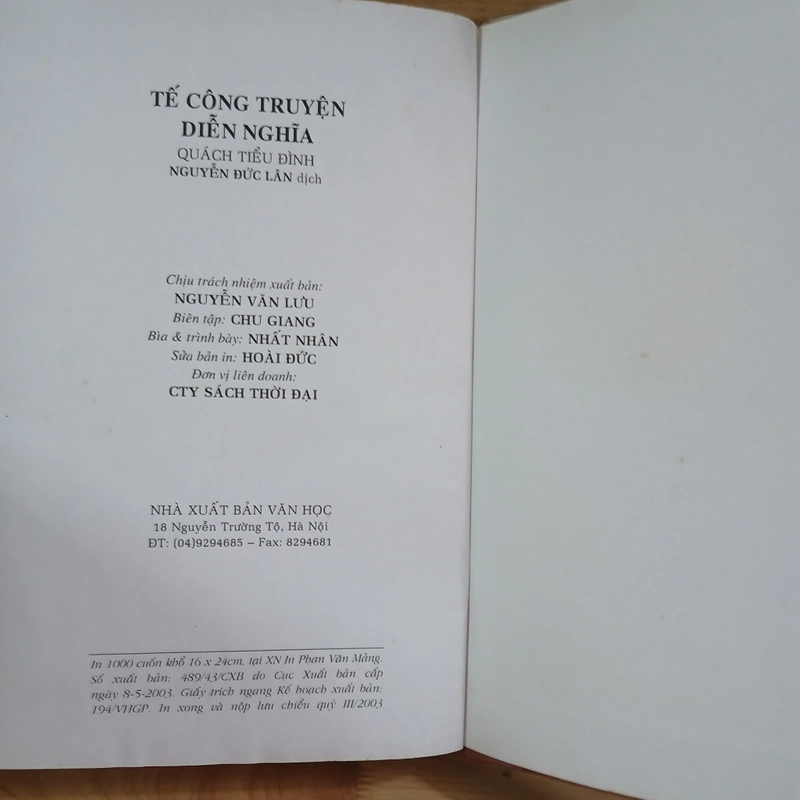 TẾ CÔNG TRUYỆN
DIỄN NGHĨA
QUÁCH TIỂU ĐÌNH
NGUYỄN ĐỨC LÂN dịch
Chịu trách nhiệm xuất bản:
NGUYỄN VĂN LƯU
Biên tập: CHU GIANG
Bìa & trình bày: NHẤT NHÂN
Sửa bản in: HOÀI ĐỨC
Đơn vị liên doanh:
CTY SÁCH THỜI ĐẠI
NHÀ XUẤT BẢN VĂN HỌC
18 Nguyễn Trường Tộ, Hà Nội
ĐT: (04)9294685 – Fax: 8294681
In 1000 cuốn khổ 16 x 24cm, tại XN In Phan Văn Mảng.
Số xuất bản: 489/43/CXB do Cục Xuất bản cấp
ngày 8-5-2003. Giấy trích ngang Kế hoạch xuất bản:
194/VHGP. In xong và nộp lưu chiểu quý III/2003